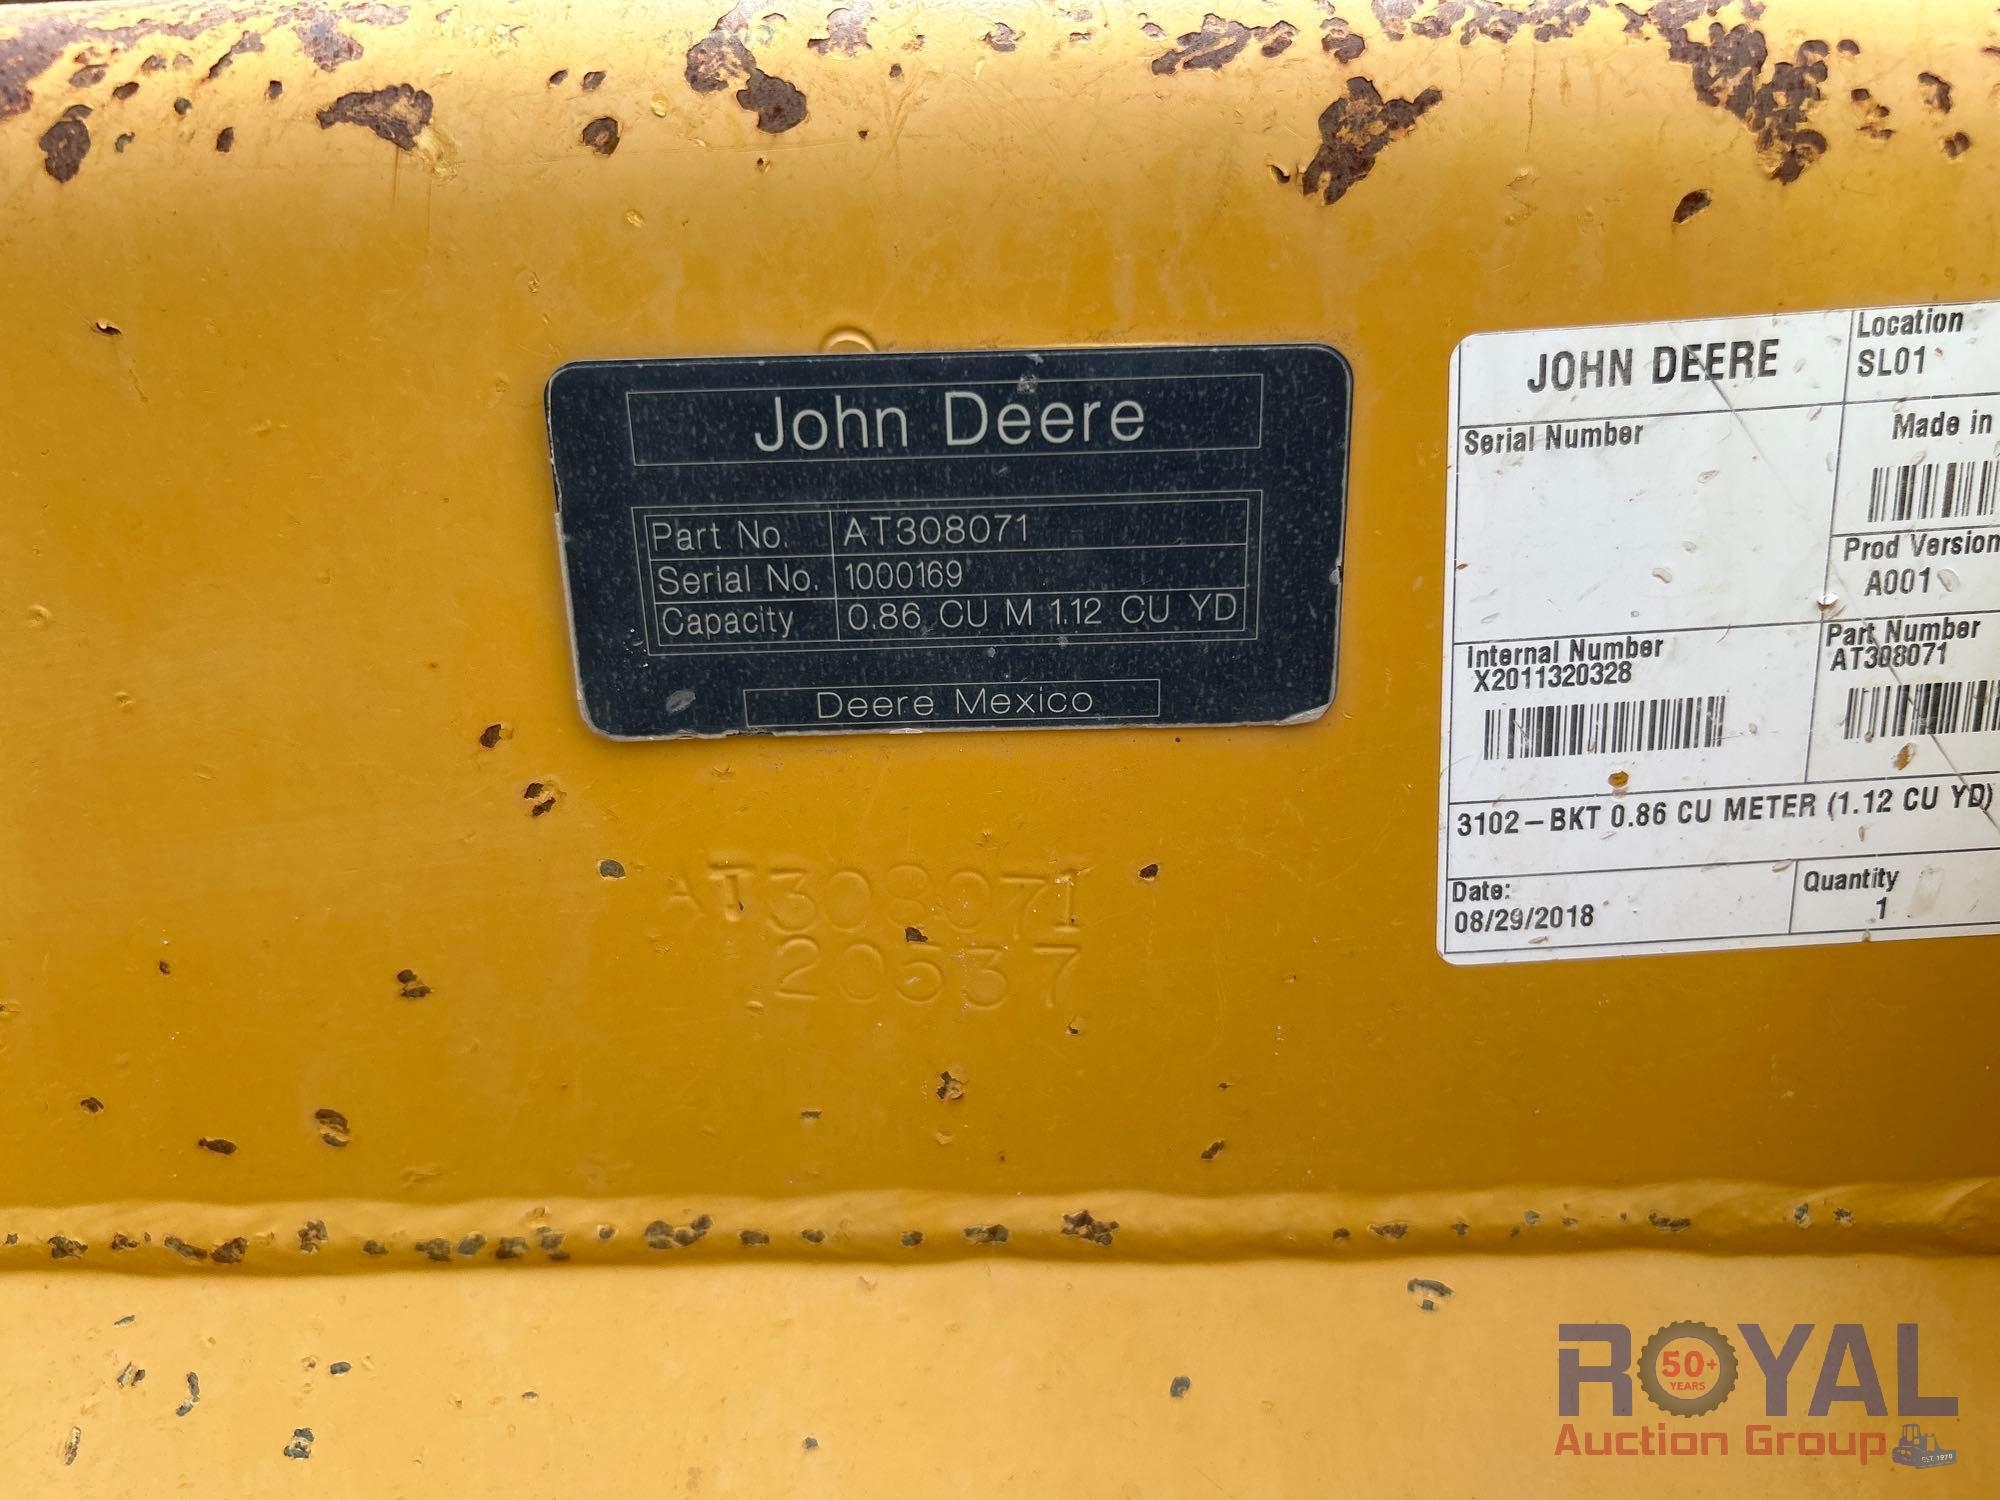 John Deere
Part No. AT308071
Serial No. 1000169
Capacity 0.86 CU M 1.12 CU YD
Deere Mexico
AT308071
20537
JOHN DEERE
Location
SL01
Serial Number
Made in
Prod Version
A001
Internal Number
X2011320328
Part Number
AT308071
3102-BKT 0.86 CU METER (1.12 CU YD)
Date:
08/29/2018
Quantity
1
ROYAL
50+
YEARS
Auction Group
EST. 1970